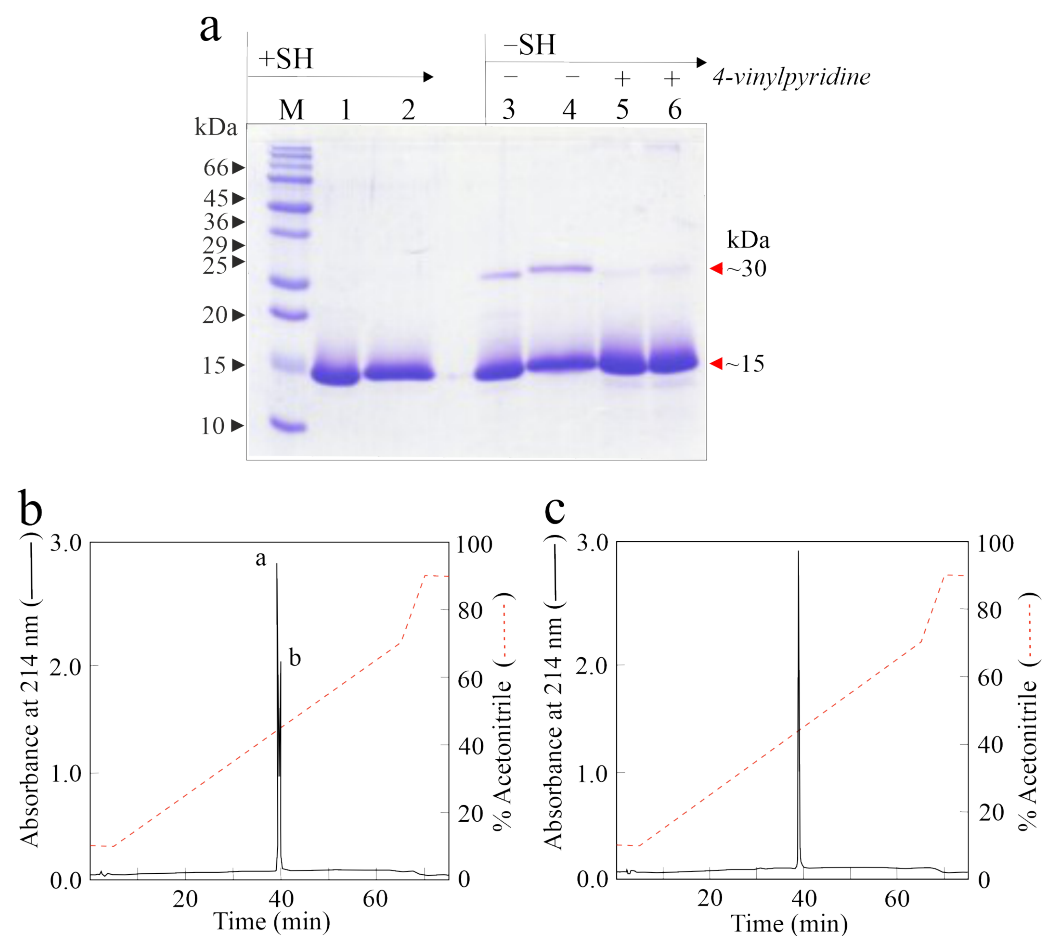 a
+SH
–SH
– – + + 4-vinylpyridine
M 1 2 3 4 5 6
kDa
66
45
36
29
25
20
15
10
kDa
~30
~15
b
3.0
2.0
1.0
0.0
Absorbance at 214 nm (—)
a
b
100
80
60
40
20
0
% Acetonitrile (-----)
20 40 60
Time (min)
c
3.0
2.0
1.0
0.0
Absorbance at 214 nm (—)
100
80
60
40
20
0
% Acetonitrile (-----)
20 40 60
Time (min)